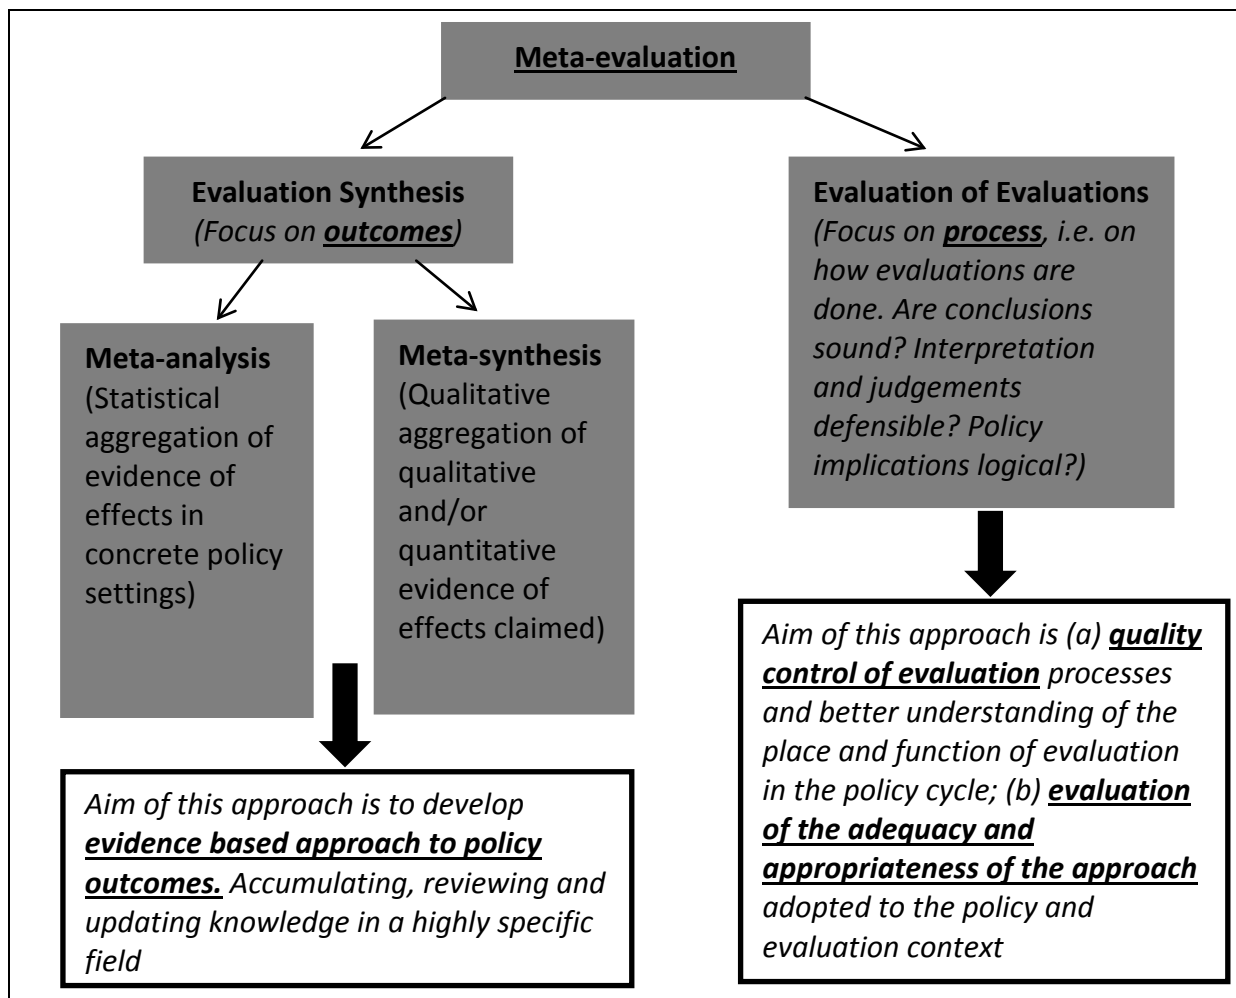 Meta-evaluation
Evaluation Synthesis
(Focus on outcomes)
Evaluation of Evaluations
(Focus on process, i.e. on
how evaluations are
done. Are conclusions
sound? Interpretation
and judgements
defensible? Policy
implications logical?)
Meta-analysis
(Statistical
aggregation of
evidence of
effects in
concrete policy
settings)
Meta-synthesis
(Qualitative
aggregation of
qualitative
and/or
quantitative
evidence of
effects claimed)
Aim of this approach is to develop
evidence based approach to policy
outcomes. Accumulating, reviewing and
updating knowledge in a highly specific
field
Aim of this approach is (a) quality
control of evaluation processes
and better understanding of the
place and function of evaluation
in the policy cycle; (b) evaluation
of the adequacy and
appropriateness of the approach
adopted to the policy and
evaluation context